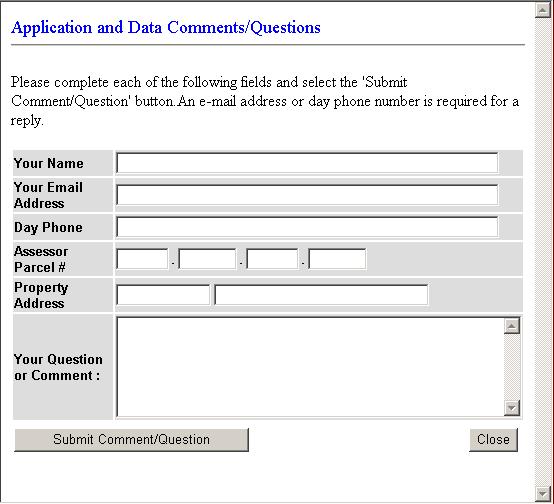 Application and Data Comments/Questions
Please complete each of the following fields and select the 'Submit
Comment/Question' button.An e-mail address or day phone number is required for a
reply.
Your Name
Your Email
Address
Day Phone
Assessor
Parcel #
. . .
Property
Address
Your Question
or Comment :
Submit Comment/Question
Close